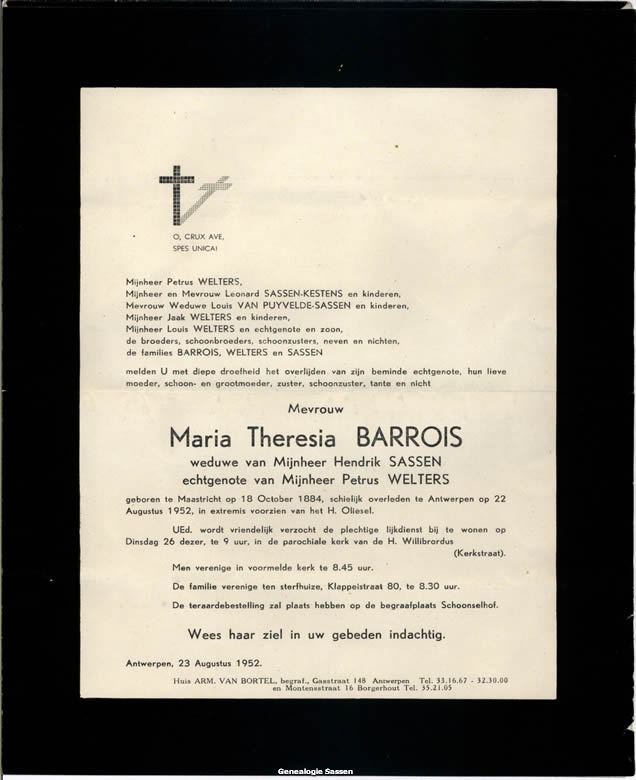 O, CRUX AVE,
SPES UNICA!
Mijnheer Petrus WELTERS,
Mijnheer en Mevrouw Leonard SASSEN-KESTENS en kinderen,
Mevrouw Weduwe Louis VAN PUYVELDE-SASSEN en kinderen,
Mijnheer Jaak WELTERS en kinderen,
Mijnheer Louis WELTERS en echtgenote en zoon,
de broeders, schoonbroeders, schoonzusters, neven en nichten,
de families BARROIS, WELTERS en SASSEN
melden U met diepe droefheid het overlijden van zijn beminde echtgenote, hun lieve
moeder, schoon- en grootmoeder, zuster, schoonzuster, tante en nicht
Mevrouw
Maria Theresia BARROIS
weduwe van Mijnheer Hendrik SASSEN
echtgenote van Mijnheer Petrus WELTERS
geboren te Maastricht op 18 October 1884, schielijk overleden te Antwerpen op 22
Augustus 1952, in extremis voorzien van het H. Oliesel.
UEd. wordt vriendelijk verzocht de plechtige lijkdienst bij te wonen op
Dinsdag 26 dezer, te 9 uur, in de parochiale kerk van de H. Willibrordus
(Kerkstraat).
Men verenige in voormelde kerk te 8.45 uur.
De familie verenige ten sterfhuize, Klappeistraat 80, te 8.30 uur.
De teraardebestelling zal plaats hebben op de begraafplaats Schoonselhof.
Wees haar ziel in uw gebeden indachtig.
Antwerpen, 23 Augustus 1952.
Huis ARM. VAN BORTEL, begraf., Gasstraat 148 Antwerpen Tel. 33.16.67 - 32.30.00
en Montensstraat 16 Borgerhout Tel. 35.21.05
Genealogie Sassen